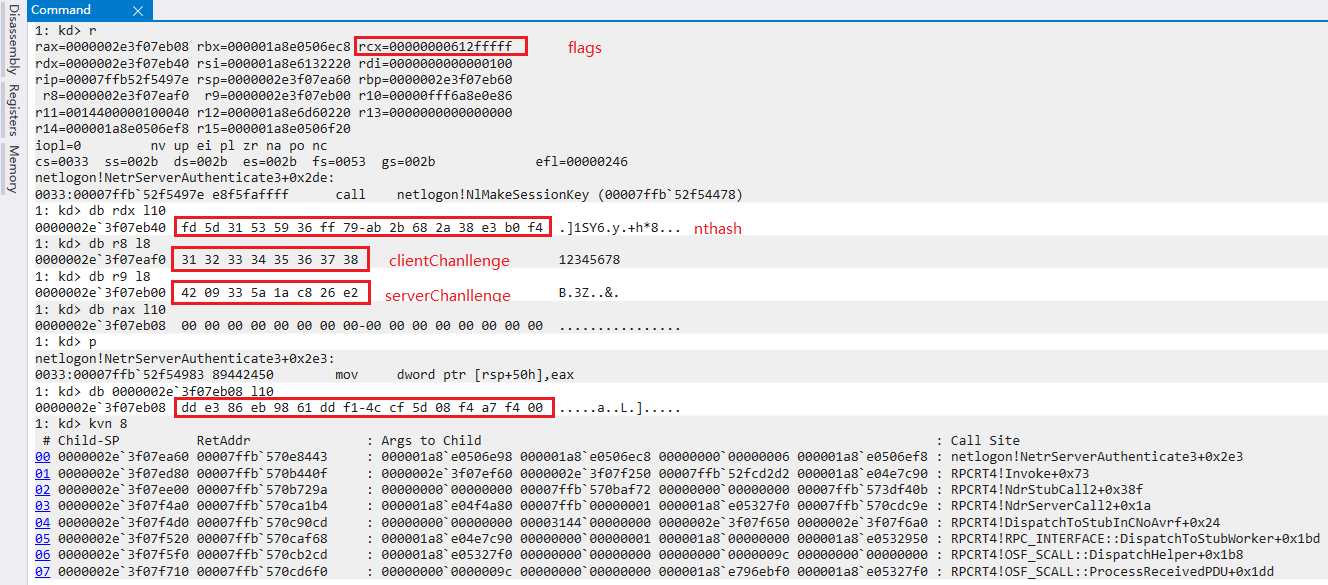 Command
Disassembly
Registers
Memory
1: kd> r
rax=0000002e3f07eb08 rbx=000001a8e0506ec8 rcx=00000000612fffff flags
rdx=0000002e3f07eb40 rsi=000001a8e6132220 rdi=0000000000000100
rip=00007ffb52f5497e rsp=0000002e3f07ea60 rbp=0000002e3f07eb60
r8=0000002e3f07eaf0 r9=0000002e3f07eb00 r10=00000fff6a8e0e86
r11=0014400000100040 r12=000001a8e6d60220 r13=0000000000000000
r14=000001a8e0506ef8 r15=000001a8e0506f20
iopl=0 nv up ei pl zr na po nc
cs=0033 ss=002b ds=002b es=002b fs=0053 gs=002b efl=00000246
netlogon!NetrServerAuthenticate3+0x2de:
0033:00007ffb`52f5497e e8f5faffff call netlogon!NlMakeSessionKey (00007ffb`52f54478)
1: kd> db rdx l10
0000002e`3f07eb40 fd 5d 31 53 59 36 ff 79-ab 2b 68 2a 38 e3 b0 f4 .]1SY6.y.+h*8... nthash
1: kd> db r8 l8
0000002e`3f07eaf0 31 32 33 34 35 36 37 38 clientChanllenge 12345678
1: kd> db r9 l8
0000002e`3f07eb00 42 09 33 5a 1a c8 26 e2 serverChanllenge B.3Z..&.
1: kd> db rax l10
0000002e`3f07eb08 00 00 00 00 00 00 00 00-00 00 00 00 00 00 00 00 ................
1: kd> p
netlogon!NetrServerAuthenticate3+0x2e3:
0033:00007ffb`52f54983 89442450 mov dword ptr [rsp+50h],eax
1: kd> db 0000002e`3f07eb08 l10
0000002e`3f07eb08 dd e3 86 eb 98 61 dd f1-4c cf 5d 08 f4 a7 f4 00 .....a..L.].....
1: kd> kvn 8
# Child-SP RetAddr : Args to Child : Call Site
00 0000002e`3f07ea60 00007ffb`570e8443 : 000001a8`e0506e98 000001a8`e0506ec8 00000000`00000006 000001a8`e0506ef8 : netlogon!NetrServerAuthenticate3+0x2e3
01 0000002e`3f07ed80 00007ffb`570b440f : 0000002e`3f07ef60 0000002e`3f07f250 00007ffb`52fcd2d2 000001a8`e04e7c90 : RPCRT4!Invoke+0x73
02 0000002e`3f07ee00 00007ffb`570b729a : 00000000`00000000 00007ffb`570baf72 00000000`00000000 00007ffb`573df40b : RPCRT4!NdrStubCall2+0x38f
03 0000002e`3f07f4a0 00007ffb`570ca1b4 : 000001a8`e04f4a80 00007ffb`00000001 000001a8`e05327f0 00007ffb`570cdc9e : RPCRT4!NdrServerCall2+0x1a
04 0000002e`3f07f4d0 00007ffb`570c90cd : 00000000`00000000 00003144`00000000 0000002e`3f07f650 0000002e`3f07f6a0 : RPCRT4!DispatchToStubInCNoAvrf+0x24
05 0000002e`3f07f520 00007ffb`570caf68 : 000001a8`e04e7c90 00000000`00000001 000001a8`00000000 000001a8`e0532950 : RPCRT4!RPC_INTERFACE::DispatchToStubWorker+0x1bd
06 0000002e`3f07f5f0 00007ffb`570cb2cd : 000001a8`e05327f0 00000000`00000000 00000000`0000009c 00000000`00000000 : RPCRT4!OSF_SCALL::DispatchHelper+0x1b8
07 0000002e`3f07f710 00007ffb`570cd6f0 : 00000000`0000009c 00000000`00000000 000001a8`e796ebf0 000001a8`e05327f0 : RPCRT4!OSF_SCALL::ProcessReceivedPDU+0x1dd